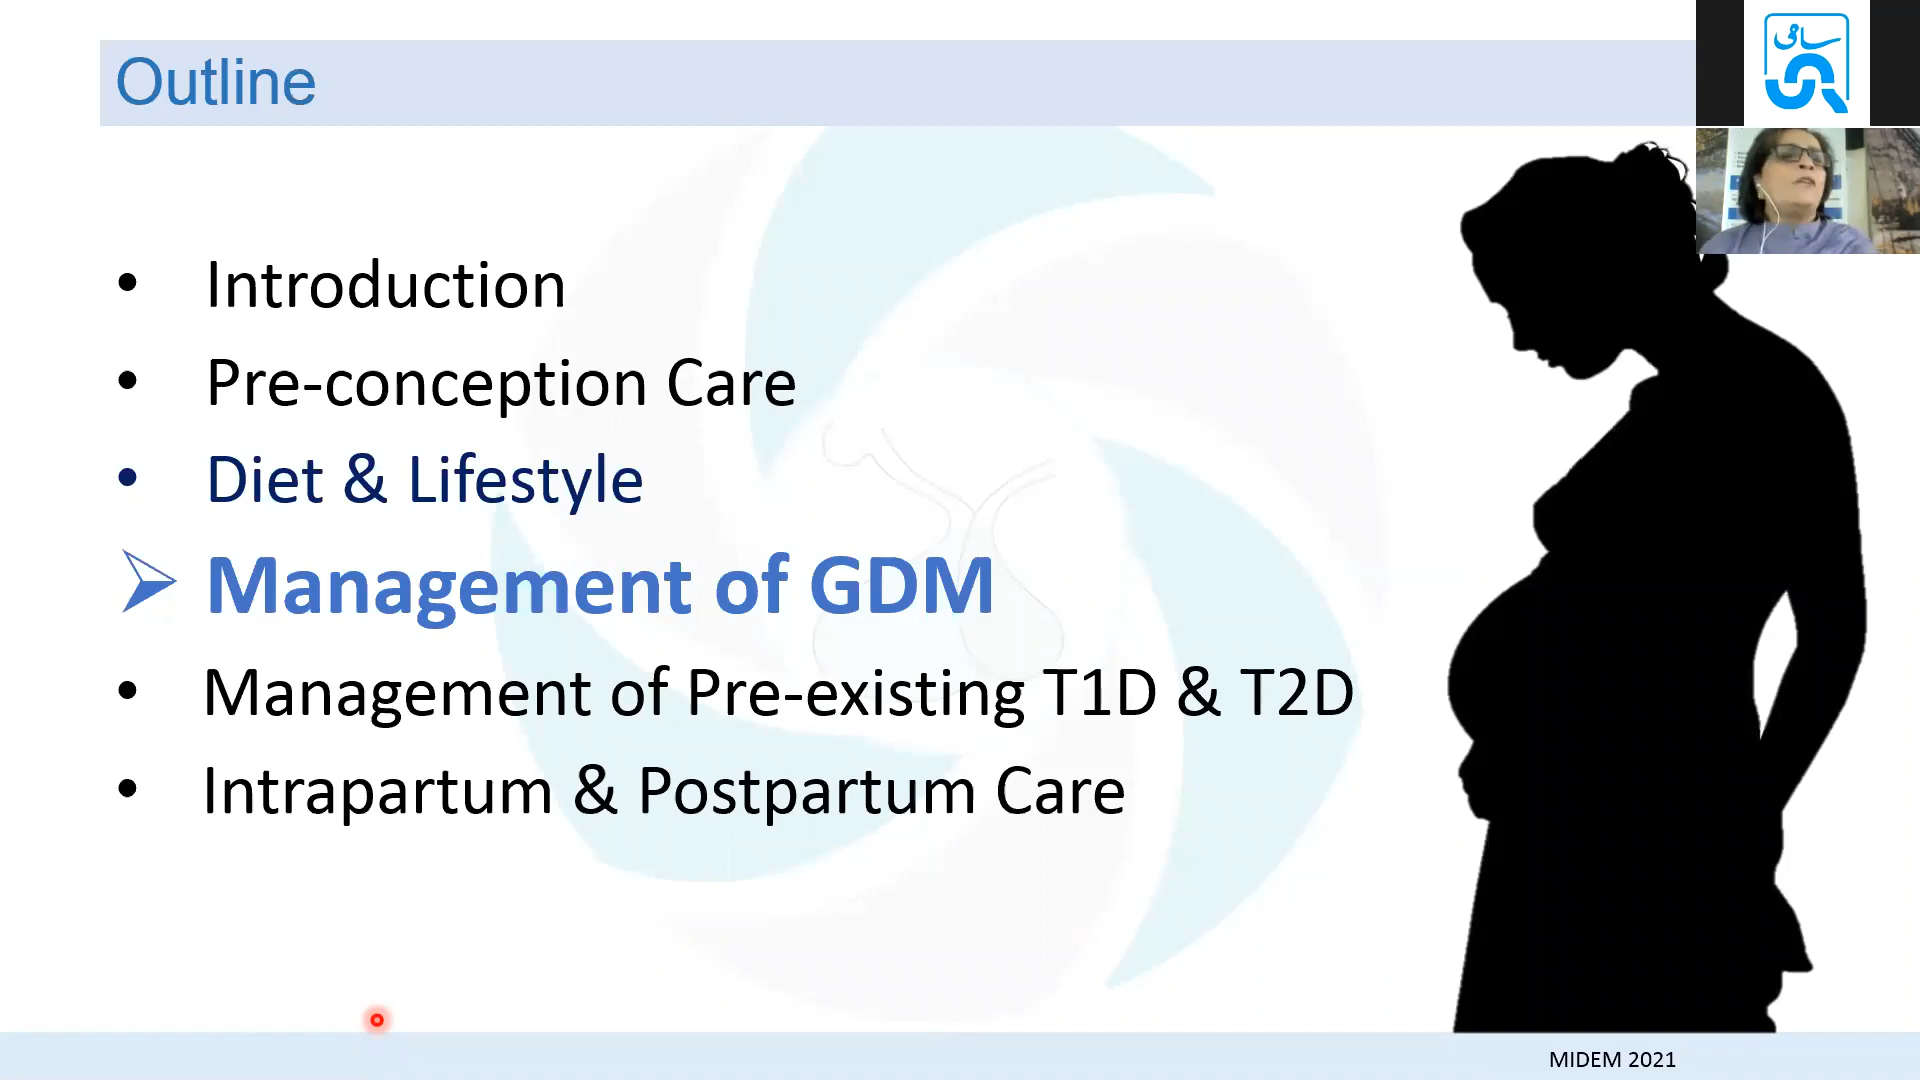 Outline
سامی
• Introduction
• Pre-conception Care
• Diet & Lifestyle
➢ Management of GDM
• Management of Pre-existing T1D & T2D
• Intrapartum & Postpartum Care
MIDEM 2021